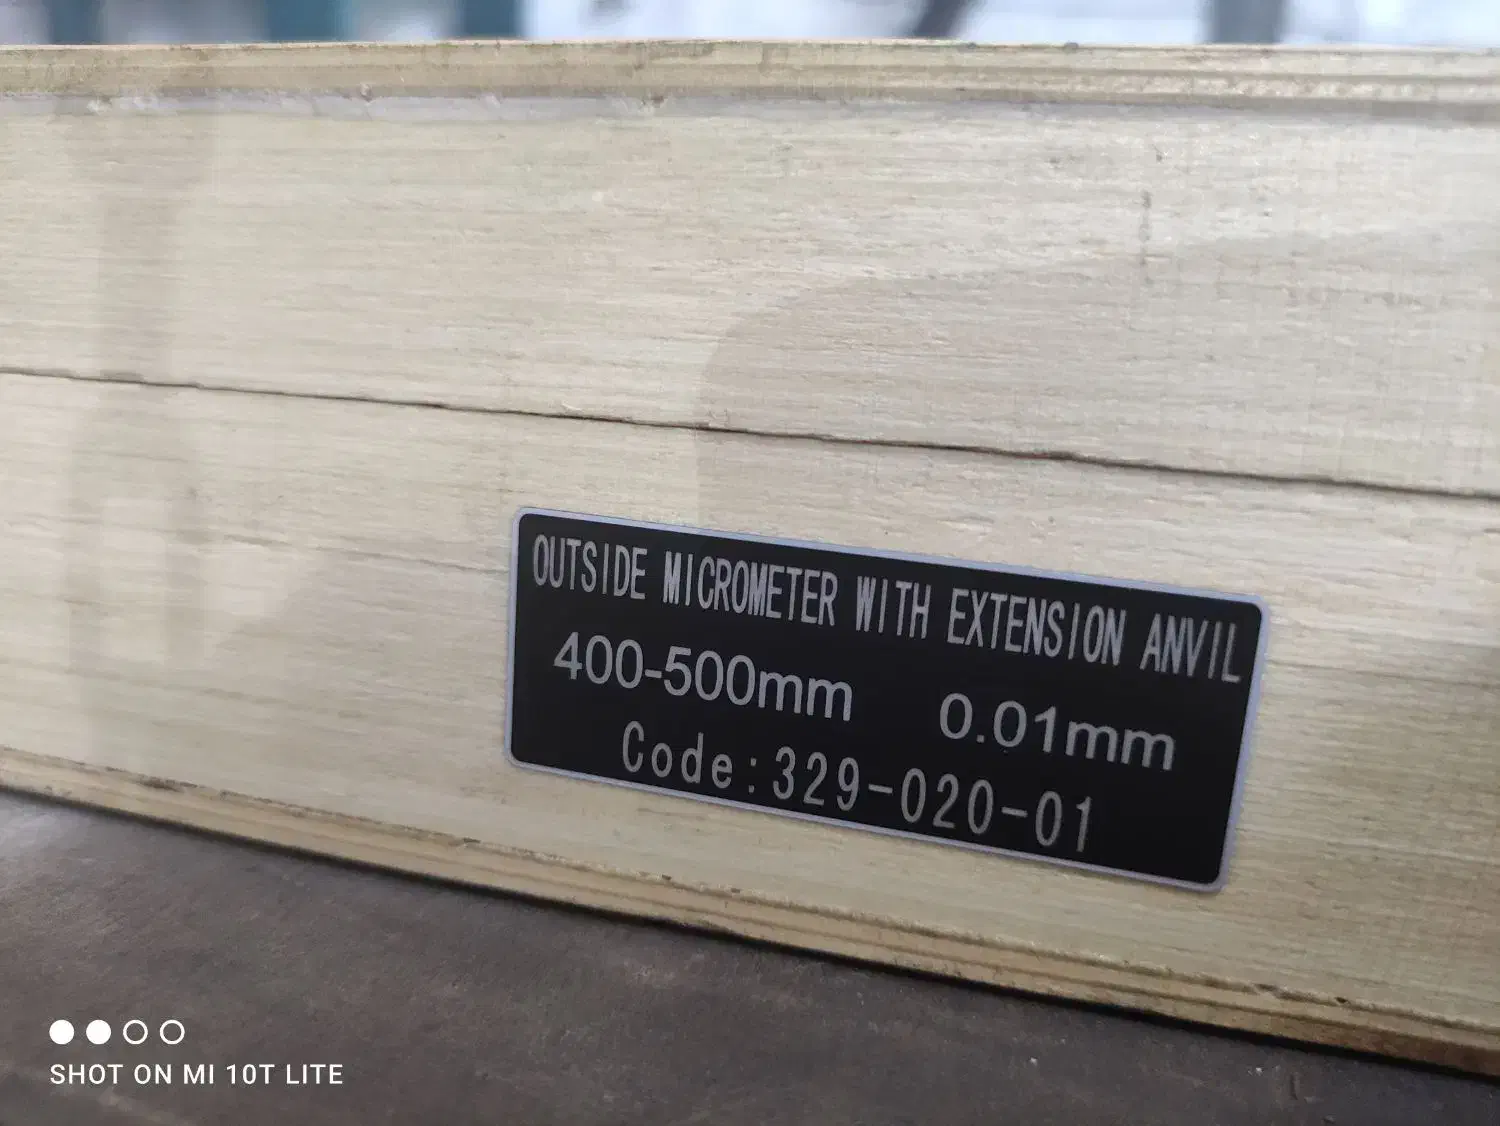 OUTSIDE MICROMETER WITH EXTENSION ANVIL
400-500mm 0.01mm
Code:329-020-01
SHOT ON MI 10T LITE